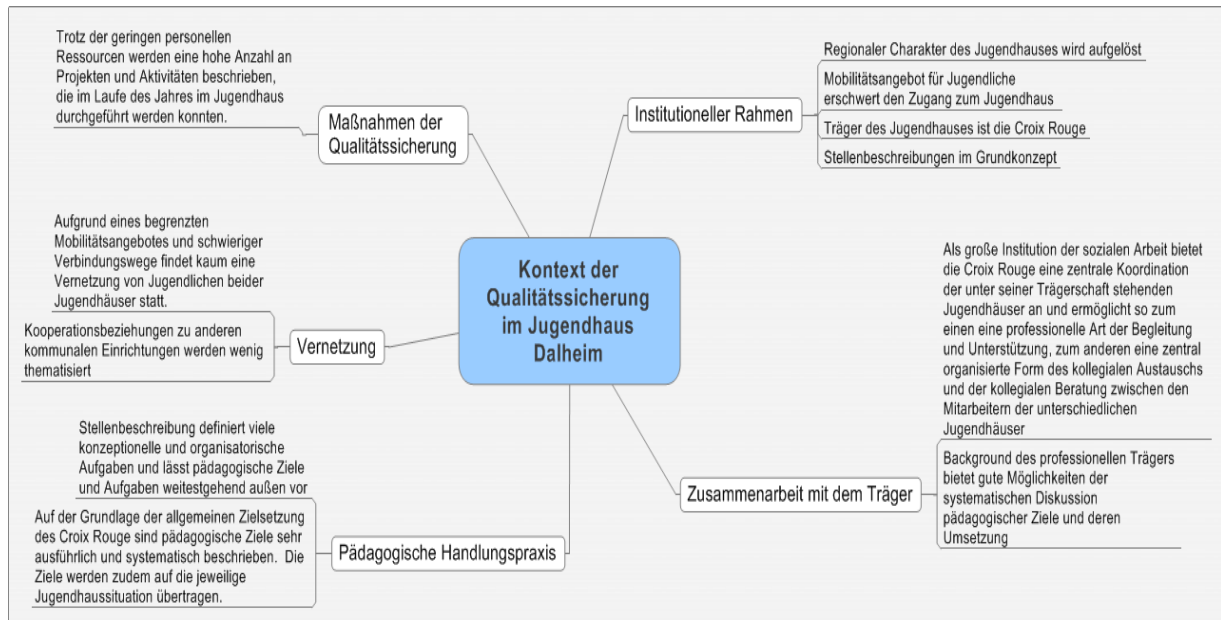 Trotz der geringen personellen
Ressourcen werden eine hohe Anzahl an
Projekten und Aktivitäten beschrieben,
die im Laufe des Jahres im Jugendhaus
durchgeführt werden konnten.
Maßnahmen der
Qualitätssicherung
Institutioneller Rahmen
Regionaler Charakter des Jugendhauses wird aufgelöst
Mobilitätsangebot für Jugendliche
erschwert den Zugang zum Jugendhaus
Träger des Jugendhauses ist die Croix Rouge
Stellenbeschreibungen im Grundkonzept
Aufgrund eines begrenzten
Mobilitätsangebotes und schwieriger
Verbindungswege findet kaum eine
Vernetzung von Jugendlichen beider
Jugendhäuser statt.
Kooperationsbeziehungen zu anderen
kommunalen Einrichtungen werden wenig
thematisiert
Vernetzung
Kontext der
Qualitätssicherung
im Jugendhaus
Dalheim
Als große Institution der sozialen Arbeit bietet
die Croix Rouge eine zentrale Koordination
der unter seiner Trägerschaft stehenden
Jugendhäuser an und ermöglicht so zum
einen eine professionelle Art der Begleitung
und Unterstützung, zum anderen eine zentral
organisierte Form des kollegialen Austauschs
und der kollegialen Beratung zwischen den
Mitarbeitern der unterschiedlichen
Jugendhäuser
Zusammenarbeit mit dem Träger
Background des professionellen Trägers
bietet gute Möglichkeiten der
systematischen Diskussion
pädagogischer Ziele und deren
Umsetzung
Stellenbeschreibung definiert viele
konzeptionelle und organisatorische
Aufgaben und lässt pädagogische Ziele
und Aufgaben weitestgehend außen vor
Auf der Grundlage der allgemeinen Zielsetzung
des Croix Rouge sind pädagogische Ziele sehr
ausführlich und systematisch beschrieben. Die
Ziele werden zudem auf die jeweilige
Jugendhaussituation übertragen.
Pädagogische Handlungspraxis